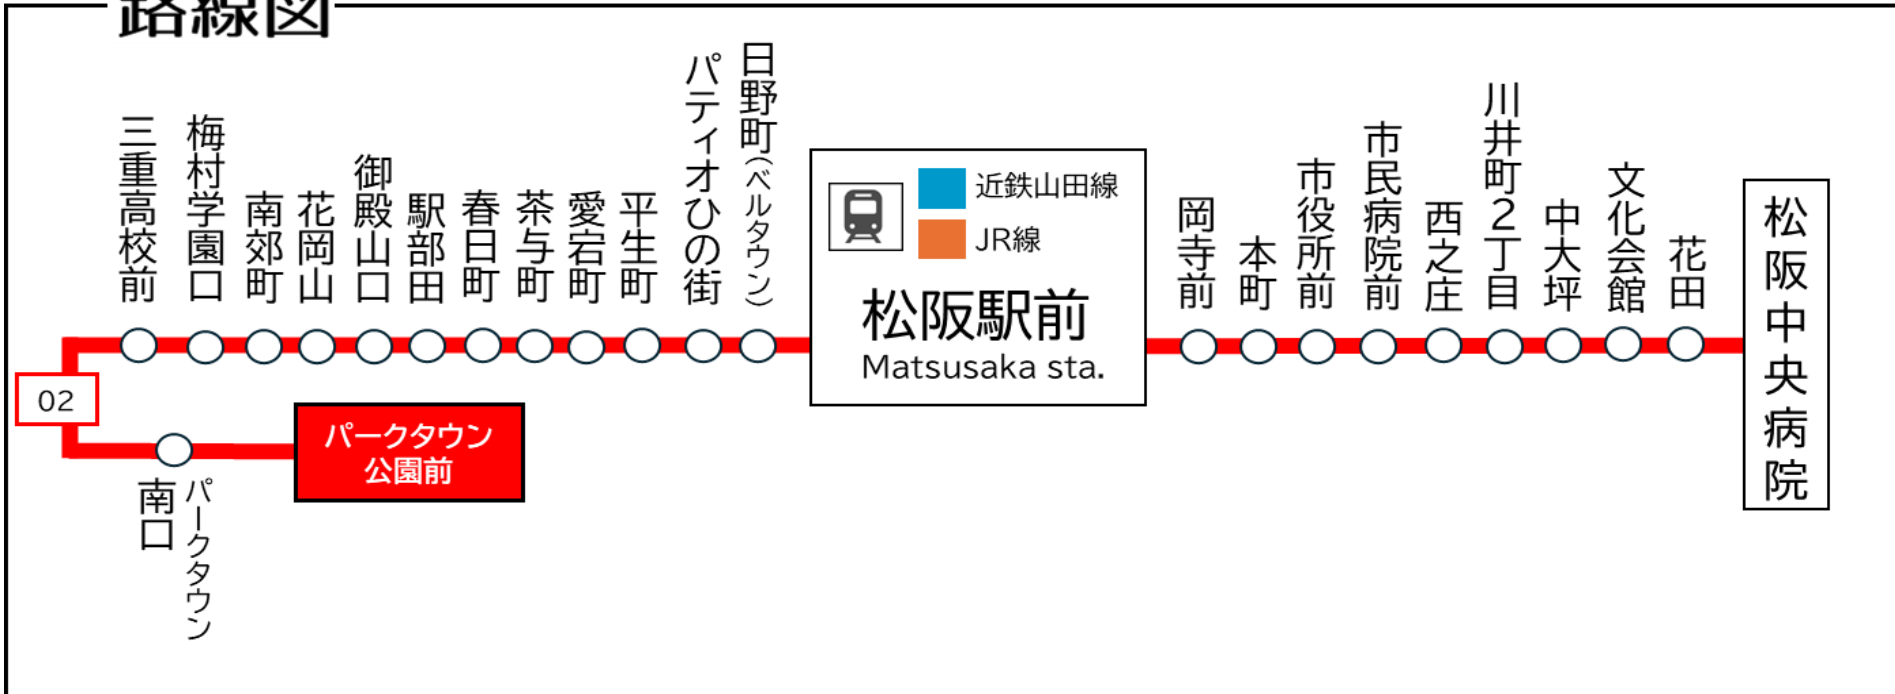 路線図
三重高校前
梅村学園口
南郊町
花岡山
御殿山口
駅部田
春日町
茶与町
愛宕町
平生町
パティオひの街
日野町(ベルタウン)
近鉄山田線
JR線
松阪駅前
Matsusaka sta.
岡寺前
本町
市役所前
市民病院前
西之庄
川井町2丁目
中大坪
文化会館
花田
松阪中央病院
02
パークタウン
南口
パークタウン
公園前